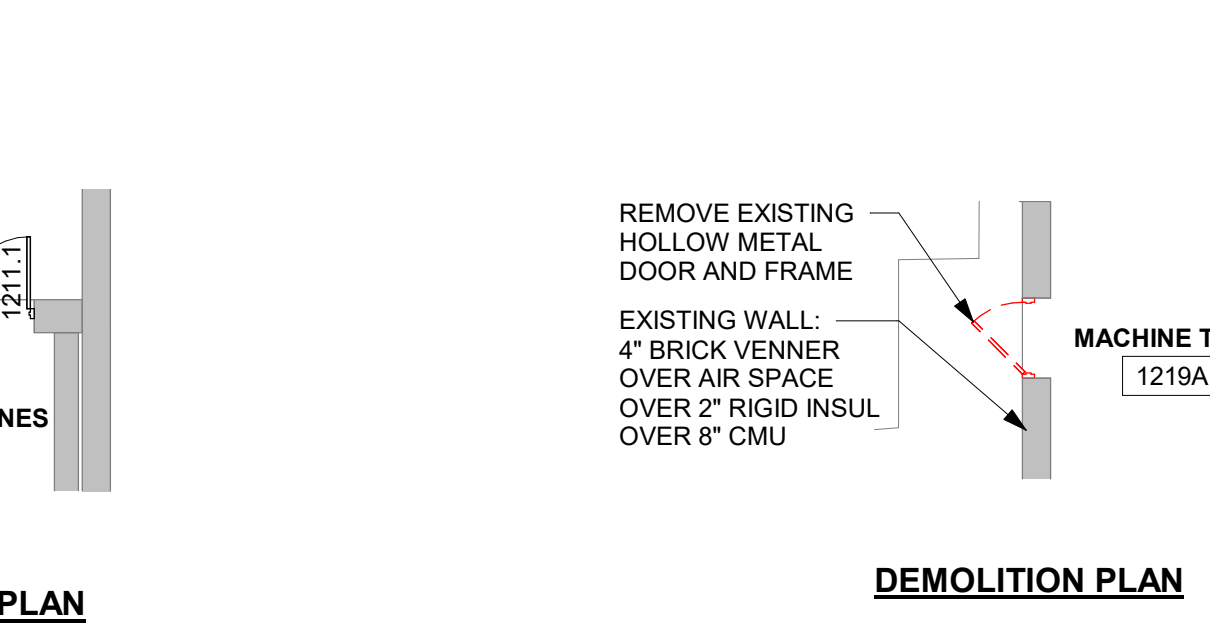 1211.1
NES
PLAN
REMOVE EXISTING
HOLLOW METAL
DOOR AND FRAME
EXISTING WALL:
4" BRICK VENNER
OVER AIR SPACE
OVER 2" RIGID INSUL
OVER 8" CMU
MACHINE T
1219A
DEMOLITION PLAN